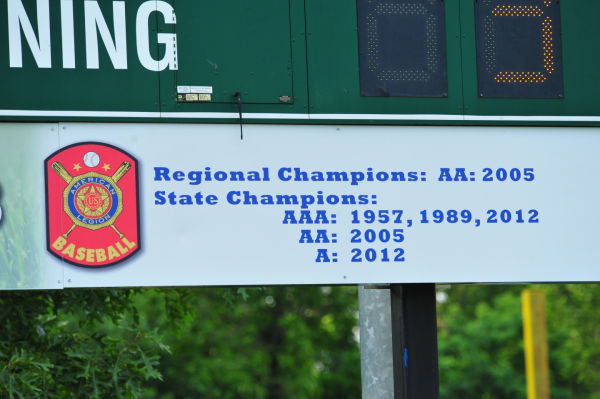 NING
AMERICAN
US
LEGION
BASEBALL
Regional Champions: AA: 2005
State Champions:
AAA: 1957, 1989, 2012
AA: 2005
A: 2012